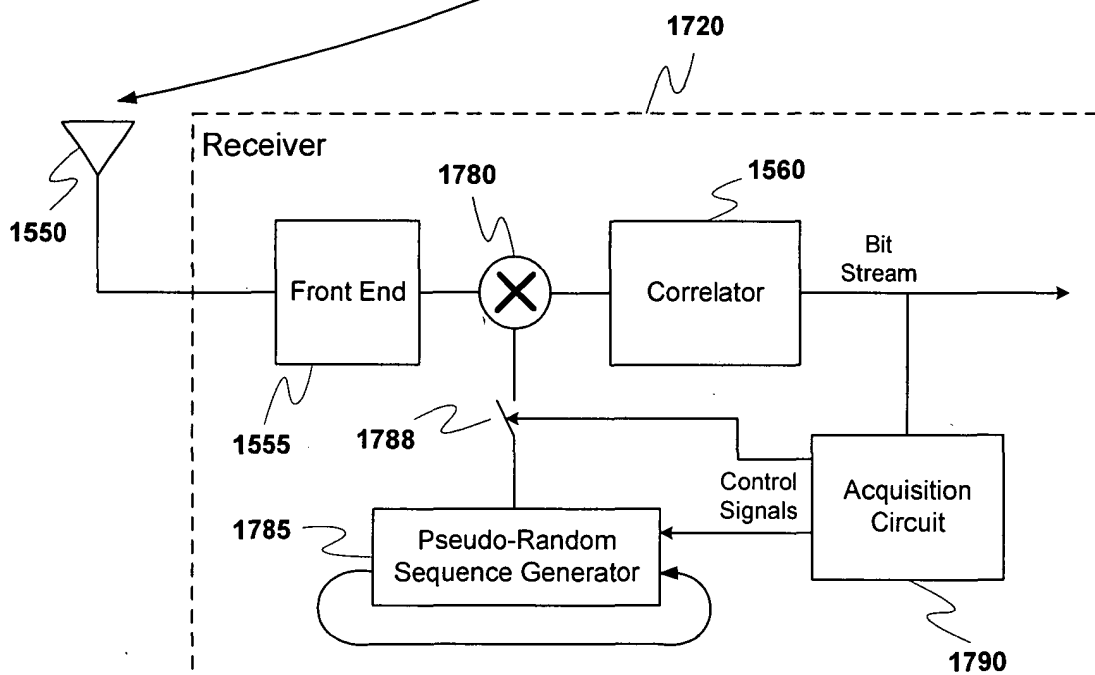 1720
Receiver
1550
1780
1560
Front End
Correlator
Bit
Stream
1555
1788
Control
Signals
Acquisition
Circuit
1785
Pseudo-Random
Sequence Generator
1790